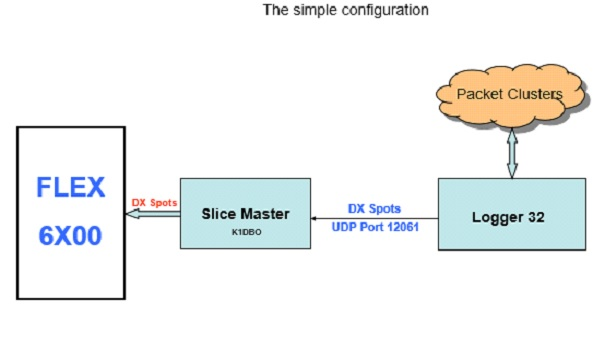 The simple configuration
Packet Clusters
FLEX
6X00
DX Spots
Slice Master
K1DBO
DX Spots
UDP Port 12061
Logger 32